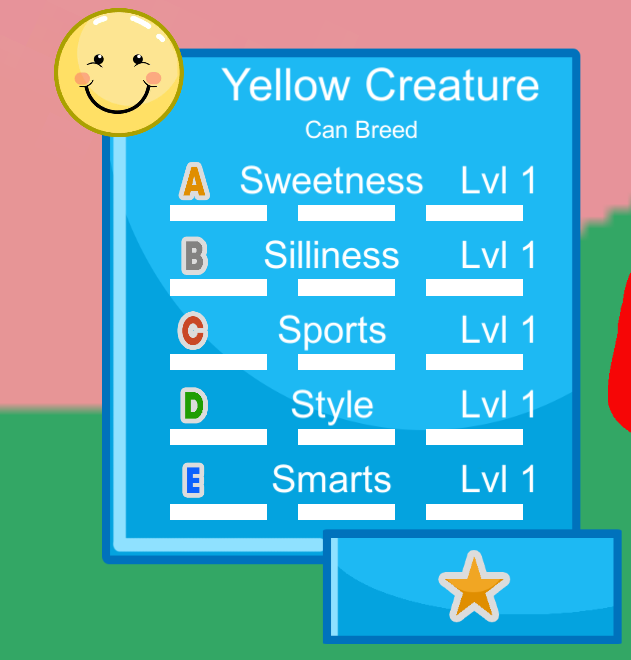 Yellow Creature
Can Breed
A Sweetness Lvl 1
B Silliness Lvl 1
C Sports Lvl 1
D Style Lvl 1
E Smarts Lvl 1